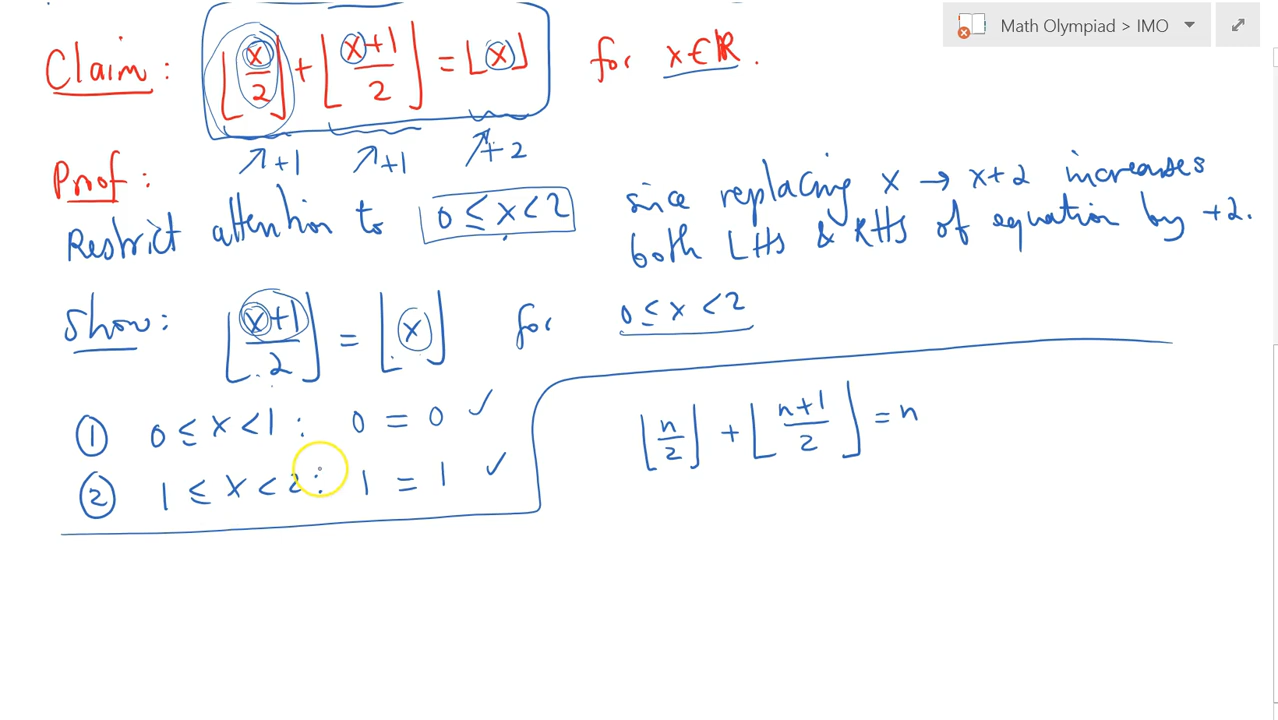 Math Olympiad > IMO
Claim: ⌊x/2⌋ + ⌊(x+1)/2⌋ = ⌊x⌋ for x∈ℝ.
↗+1 ↗+1 ↗+2
Proof:
Restrict attention to 0 ≤ x < 2 since replacing x → x+2 increases
both LHS & RHS of equation by +2.
Show: ⌊(x+1)/2⌋ = ⌊x⌋ for 0 ≤ x < 2
① 0 ≤ x < 1 : 0 = 0 ✓
② 1 ≤ x < 2 : 1 = 1 ✓
⌊n/2⌋ + ⌊(n+1)/2⌋ = n